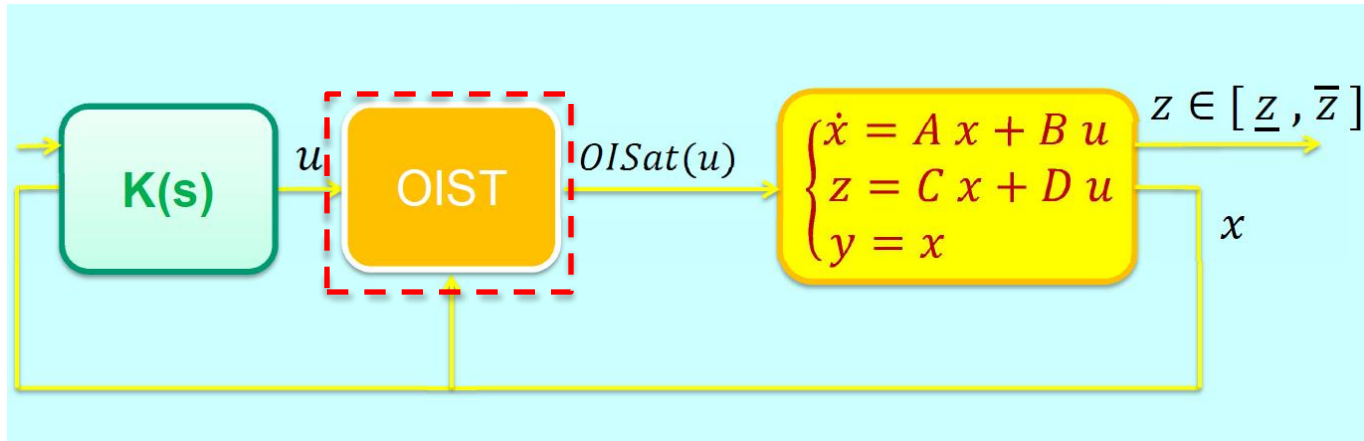 K(s)
u
OIST
OISat(u)
ẋ = A x + B u
z = C x + D u
y = x
z ∈ [ z̲ , z̅ ]
x